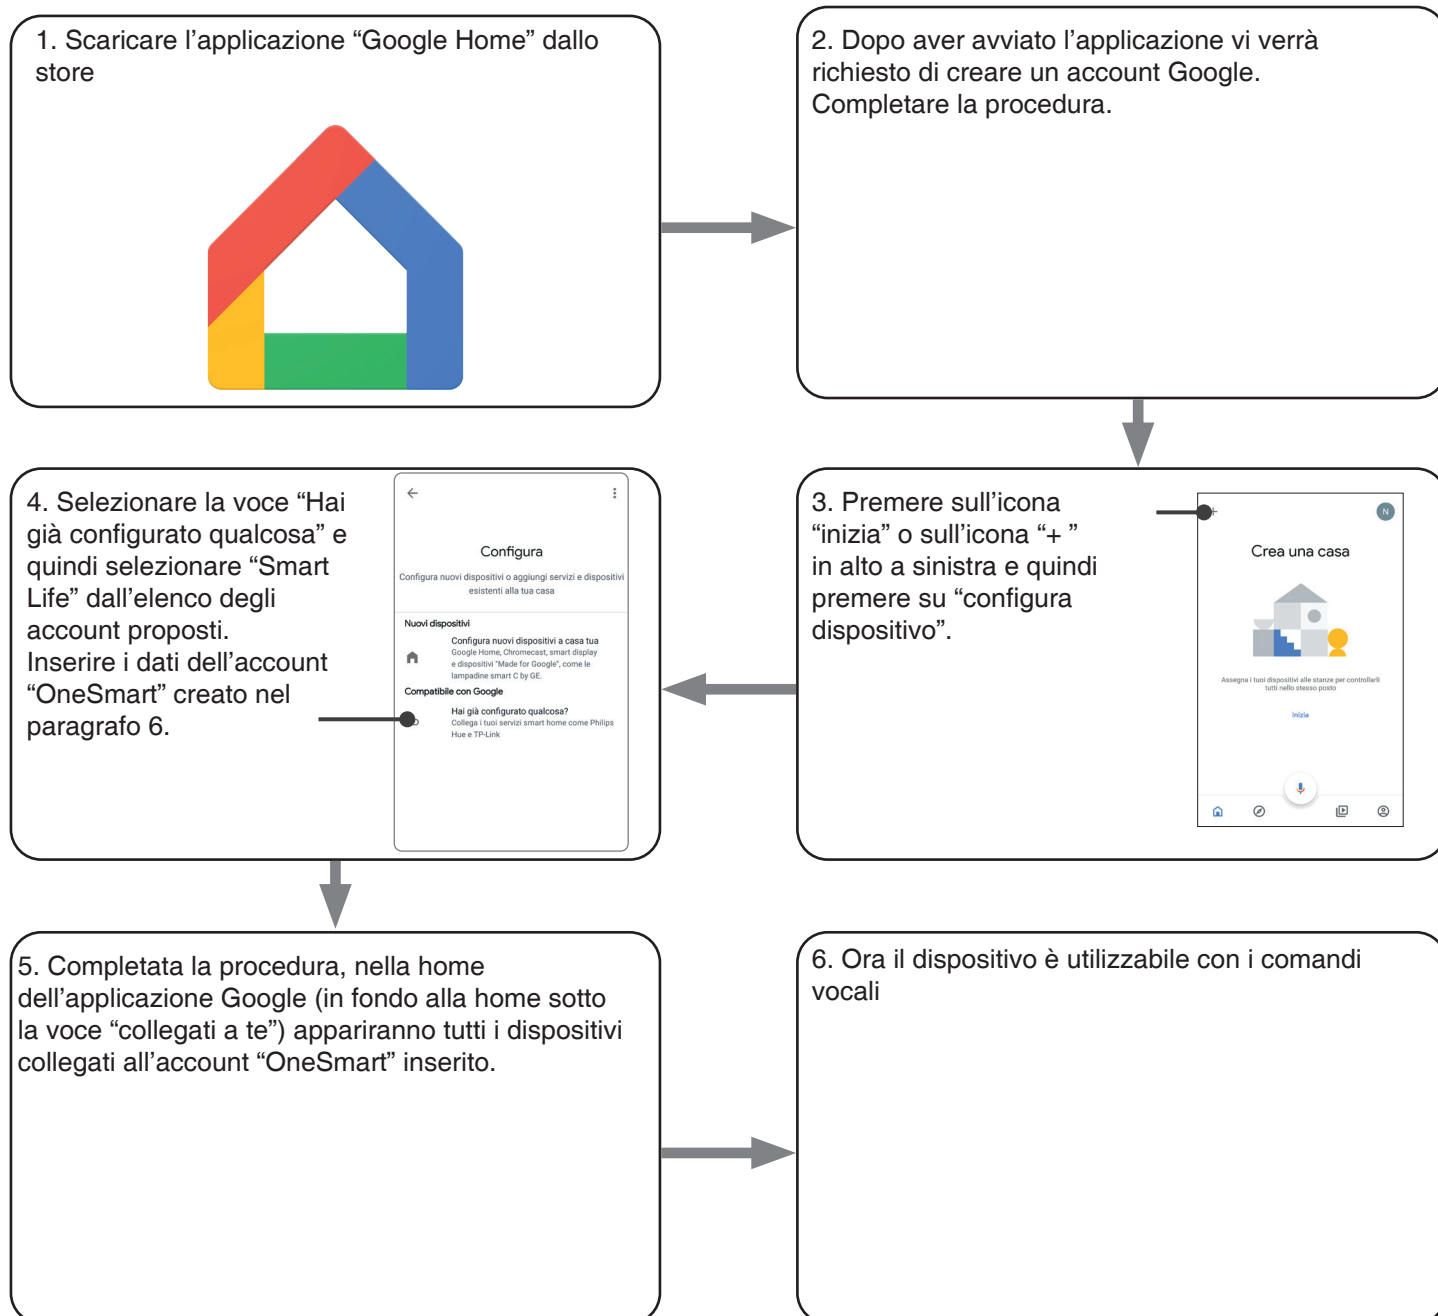 1. Scaricare l’applicazione “Google Home” dallo
store
2. Dopo aver avviato l’applicazione vi verrà
richiesto di creare un account Google.
Completare la procedura.
3. Premere sull’icona
“inizia” o sull’icona “+ ”
in alto a sinistra e quindi
premere su “configura
dispositivo”.
+
N
Crea una casa
Assegna i tuoi dispositivi alle stanze per controllarli
tutti nello stesso posto
Inizia
4. Selezionare la voce “Hai
già configurato qualcosa” e
quindi selezionare “Smart
Life” dall’elenco degli
account proposti.
Inserire i dati dell’account
“OneSmart” creato nel
paragrafo 6.
Configura
Configura nuovi dispositivi o aggiungi servizi e dispositivi
esistenti alla tua casa
Nuovi dispositivi
Configura nuovi dispositivi a casa tua
Google Home, Chromecast, smart display
e dispositivi "Made for Google", come le
lampadine smart C by GE.
Compatibile con Google
Hai già configurato qualcosa?
Collega i tuoi servizi smart home come Philips
Hue e TP-Link
5. Completata la procedura, nella home
dell’applicazione Google (in fondo alla home sotto
la voce “collegati a te”) appariranno tutti i dispositivi
collegati all’account “OneSmart” inserito.
6. Ora il dispositivo è utilizzabile con i comandi
vocali